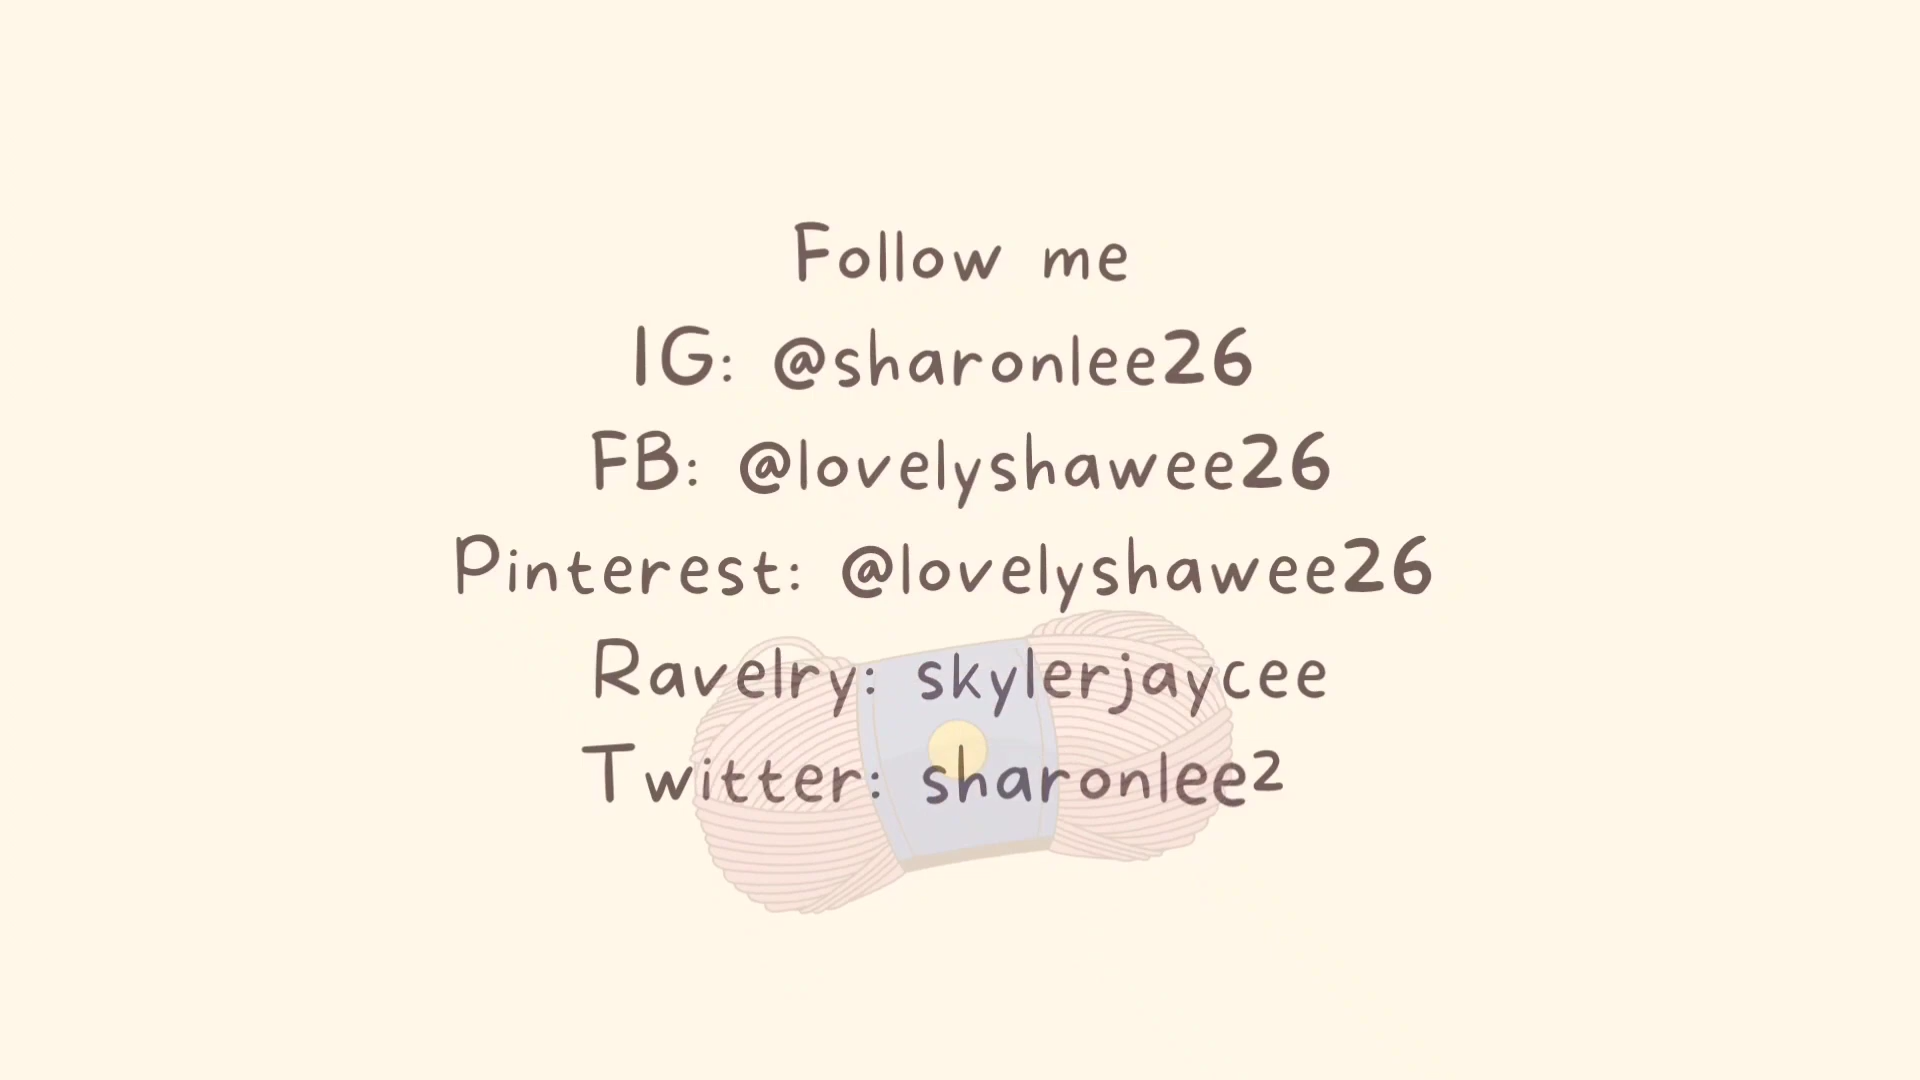 Follow me
IG: @sharonlee26
FB: @lovelyshawee26
Pinterest: @lovelyshawee26
Ravelry: skylerjaycee
Twitter: sharonlee2